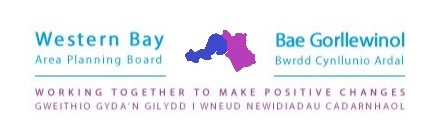 Western Bay
Area Planning Board
Bae Gorllewinol
Bwrdd Cynllunio Ardal
WORKING TOGETHER TO MAKE POSITIVE CHANGES
GWEITHIO GYDA'N GILYDD I WNEUD NEWIDIADAU CADARNHAOL